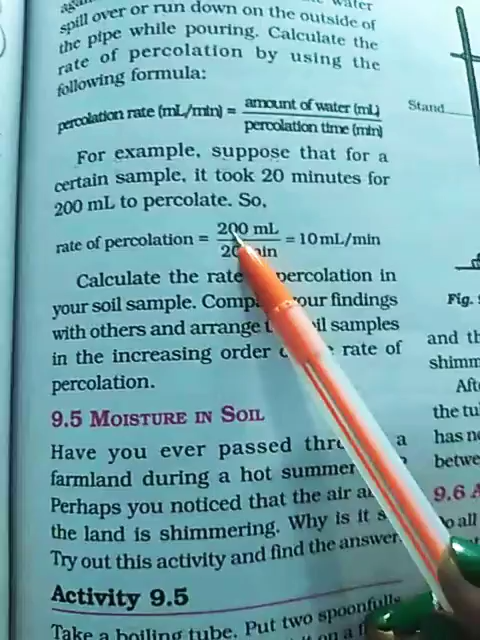 water
spill over or run down on the outside of
the pipe while pouring. Calculate the
rate of percolation by using the
following formula:
percolation rate (mL/min) = amount of water (mL)
percolation time (min)
For example, suppose that for a
certain sample, it took 20 minutes for
200 mL to percolate. So,
rate of percolation = 200 mL = 10 mL/min
Calculate the rate percolation in
your soil sample. your findings
with others and arrange samples
in the increasing order rate of
percolation.
9.5 MOISTURE IN SOIL
Have you ever passed a
farmland during a hot summer
Perhaps you noticed that the air
the land is shimmering. Why is it
Try out this activity and find the answer.
Activity 9.5
Take a boiling tube. Put two spoonfuls
on a
Stand
Fig.
and
shimm
Aft
the tu
has
betwe
9.6
all